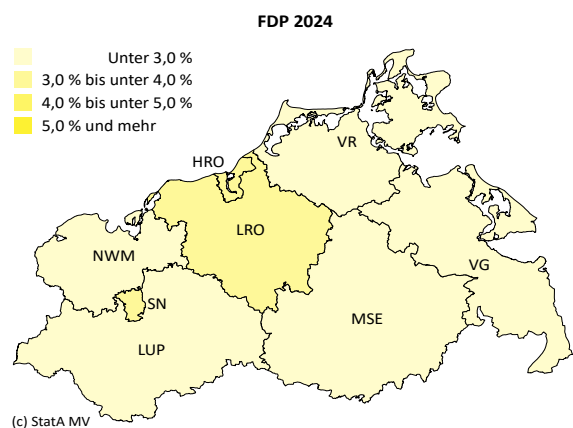 FDP 2024
Unter 3,0 %
3,0 % bis unter 4,0 %
4,0 % bis unter 5,0 %
5,0 % und mehr
HRO
VR
LRO
NWM
VG
SN
MSE
LUP
(c) StatA MV